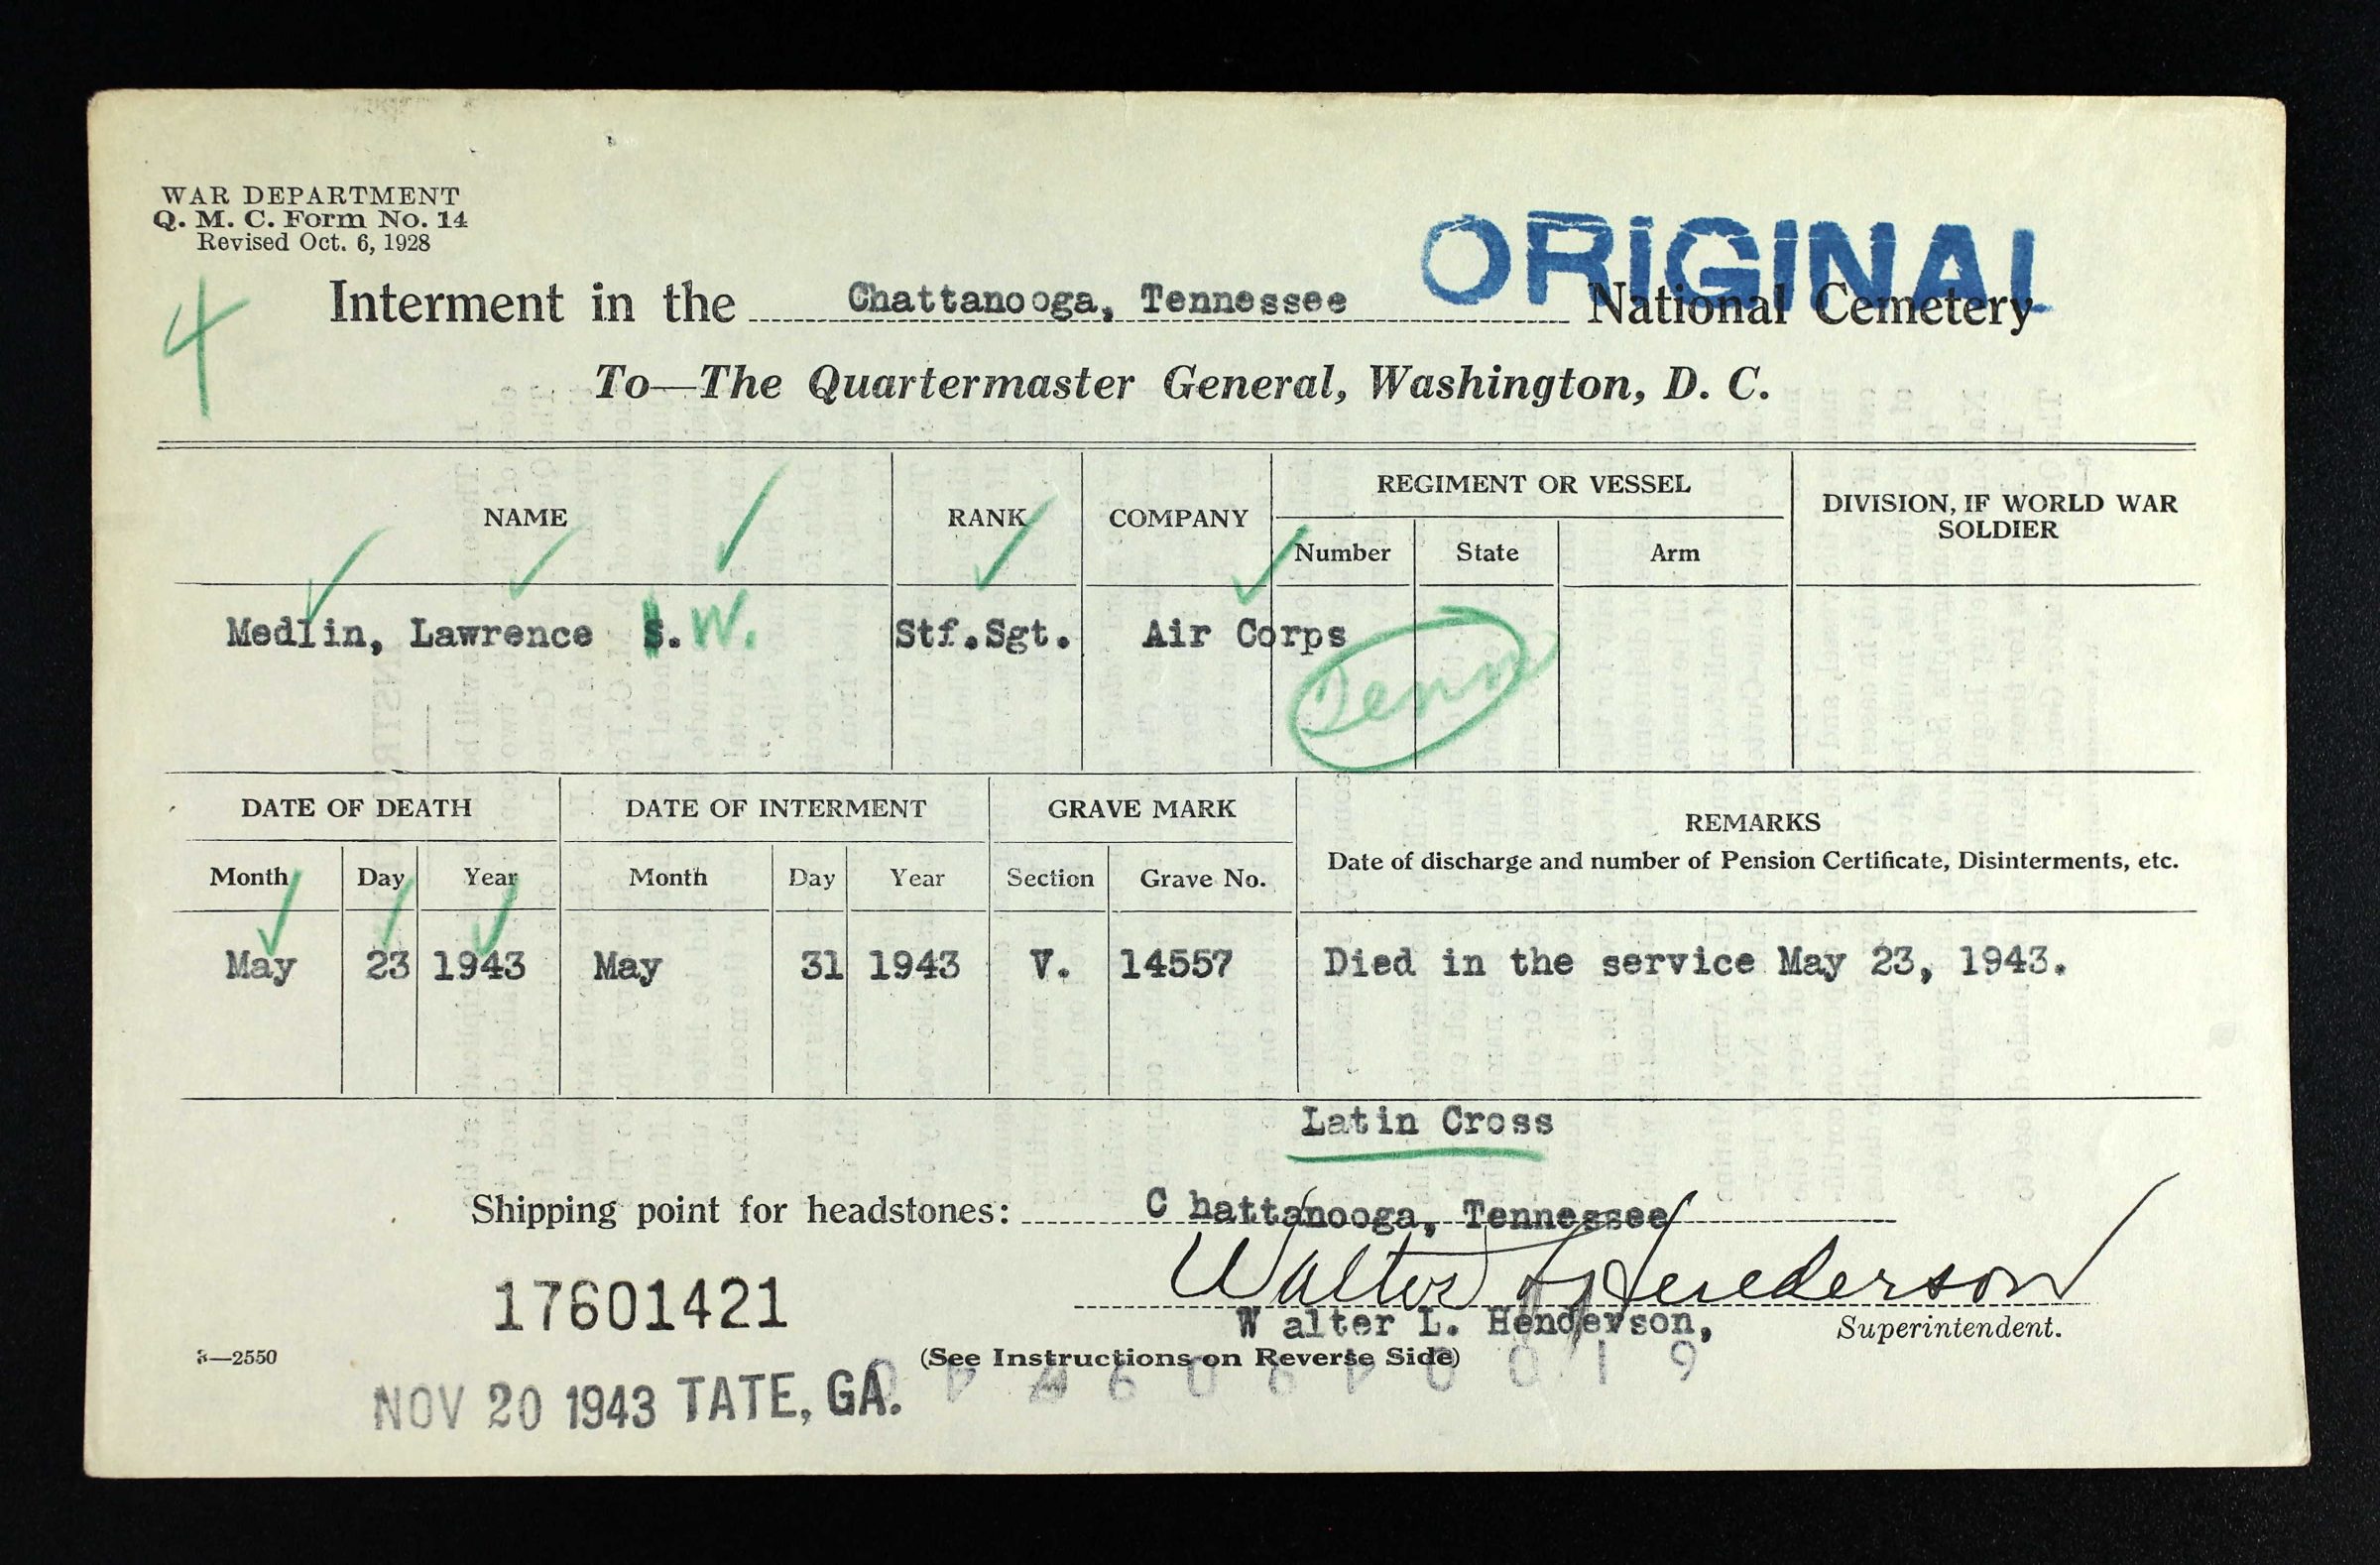 WAR DEPARTMENT
Q. M. C. Form No. 14
Revised Oct. 6, 1928
ORIGINAL
4
Interment in the Chattanooga, Tennessee National Cemetery
To—The Quartermaster General, Washington, D. C.
NAME RANK COMPANY REGIMENT OR VESSEL DIVISION, IF WORLD WAR SOLDIER
Number State Arm
Medlin, Lawrence S. W. Stf.Sgt. Air Corps
Tenn
DATE OF DEATH DATE OF INTERMENT GRAVE MARK REMARKS
Date of discharge and number of Pension Certificate, Disinterments, etc.
Month Day Year Month Day Year Section Grave No.
May 23 1943 May 31 1943 V. 14557 Died in the service May 23, 1943.
Latin Cross
Shipping point for headstones: C hattanooga, Tennessee
Walter L Henderson
17601421
W alter L. Henderson, Superintendent.
3—2550
(See Instructions on Reverse Side)
NOV 20 1943 TATE, GA.